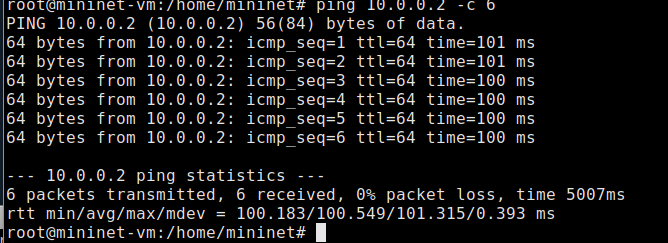 root@mininet-vm:/home/mininet# ping 10.0.0.2 -c 6
PING 10.0.0.2 (10.0.0.2) 56(84) bytes of data.
64 bytes from 10.0.0.2: icmp_seq=1 ttl=64 time=101 ms
64 bytes from 10.0.0.2: icmp_seq=2 ttl=64 time=101 ms
64 bytes from 10.0.0.2: icmp_seq=3 ttl=64 time=100 ms
64 bytes from 10.0.0.2: icmp_seq=4 ttl=64 time=100 ms
64 bytes from 10.0.0.2: icmp_seq=5 ttl=64 time=100 ms
64 bytes from 10.0.0.2: icmp_seq=6 ttl=64 time=100 ms
--- 10.0.0.2 ping statistics ---
6 packets transmitted, 6 received, 0% packet loss, time 5007ms
rtt min/avg/max/mdev = 100.183/100.549/101.315/0.393 ms
root@mininet-vm:/home/mininet#